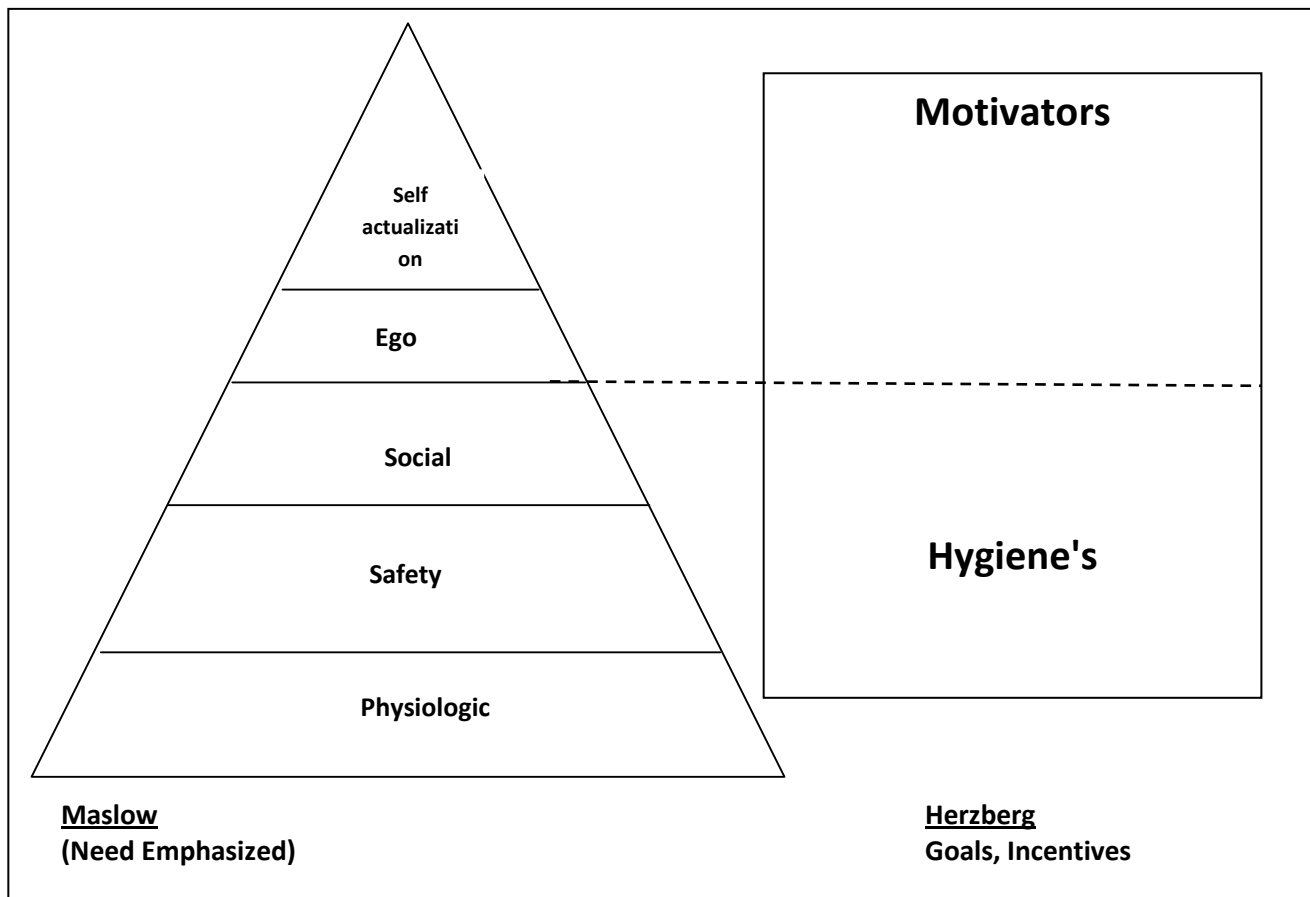 Motivators
Self
actualizati
on
Ego
Social
Hygiene's
Safety
Physiologic
Maslow
(Need Emphasized)
Herzberg
Goals, Incentives